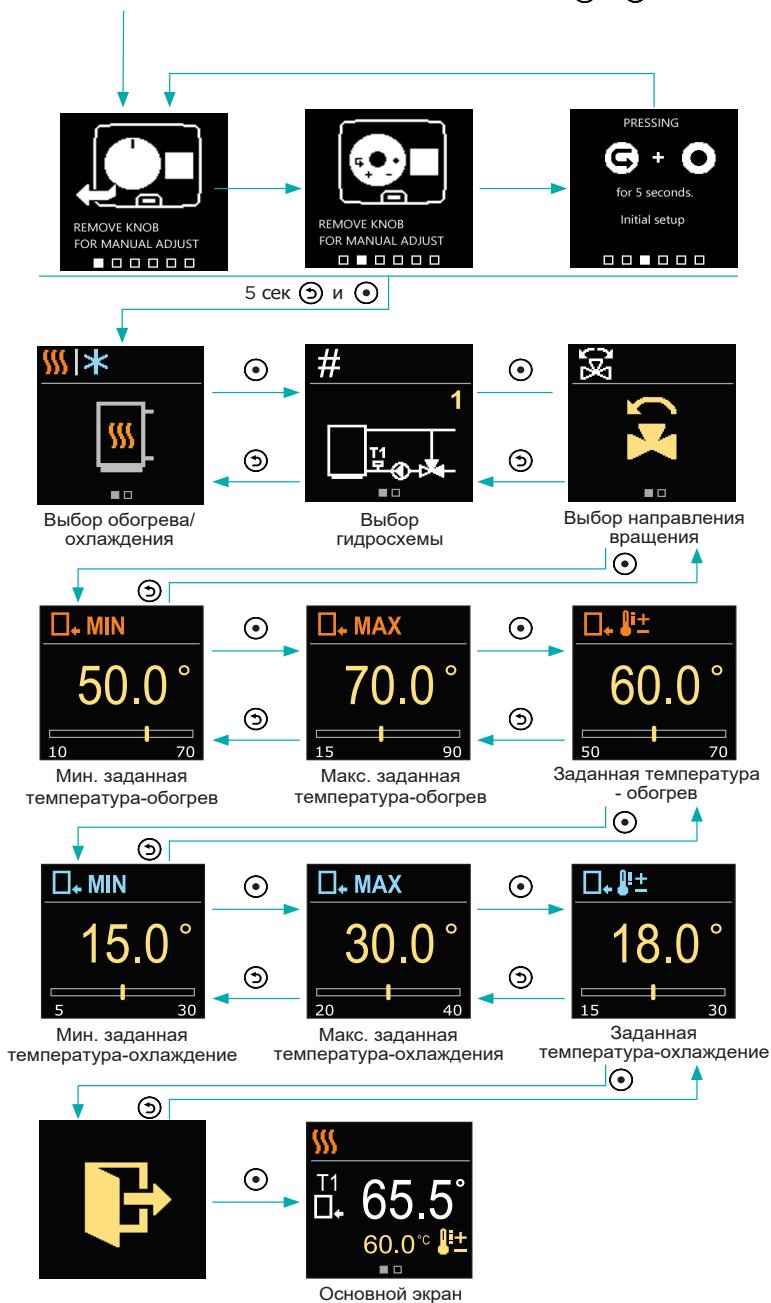 REMOVE KNOB
FOR MANUAL ADJUST
REMOVE KNOB
FOR MANUAL ADJUST
PRESSING
+
for 5 seconds.
Initial setup
5 сек и
#
1
T1
Выбор обогрева/
охлаждения
Выбор
гидросхемы
Выбор направления
вращения
MIN
50.0 °
10 70
MAX
70.0 °
15 90
60.0 °
50 70
Мин. заданная
температура-обогрев
Макс. заданная
температура-обогрев
Заданная температура
- обогрев
MIN
15.0 °
5 30
MAX
30.0 °
20 40
18.0 °
15 30
Мин. заданная
температура-охлаждение
Макс. заданная
температура-охлаждения
Заданная
температура-охлаждение
T1
65.5°
60.0 °C
Основной экран